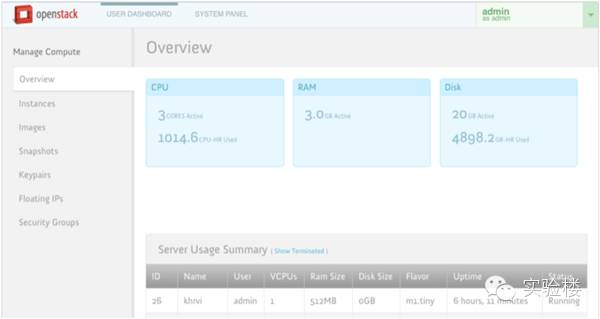 openstack USER DASHBOARD SYSTEM PANEL admin
as admin
Manage Compute
Overview
Overview
Instances
Images
Snapshots
Keypairs
Floating IPs
Security Groups
CPU
3 CORES Active
1014.6 CPU-HR Used
RAM
3.0 GB Active
Disk
20 GB Active
4898.2 GB-HR Used
Server Usage Summary ( Show Terminated )
ID Name User VCPUs Ram Size Disk Size Flavor Uptime Status
26 khrvi admin 1 512MB 0GB m1.tiny 6 hours, 11 minutes Running
实验楼